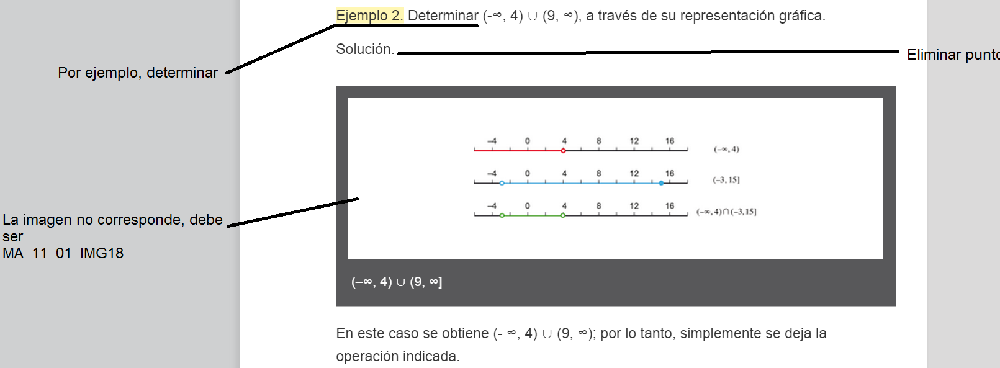 Ejemplo 2. Determinar (-∞, 4) ∪ (9, ∞), a través de su representación gráfica.
Solución.
Eliminar punto
Por ejemplo, determinar
–4 0 4 8 12 16
(–∞, 4)
–4 0 4 8 12 16
(–3, 15]
–4 0 4 8 12 16
(–∞, 4)∩(–3, 15]
La imagen no corresponde, debe
ser
MA 11 01 IMG18
(–∞, 4) ∪ (9, ∞]
En este caso se obtiene (- ∞, 4) ∪ (9, ∞); por lo tanto, simplemente se deja la
operación indicada.